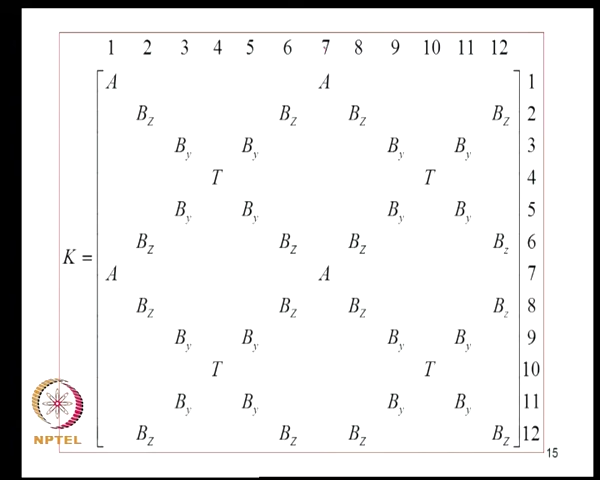 1 2 3 4 5 6 7 8 9 10 11 12
A A 1
B_Z B_Z B_Z B_Z 2
B_y B_y B_y B_y 3
T T 4
B_y B_y B_y B_y 5
B_Z B_Z B_Z B_z 6
K =
A A 7
B_Z B_Z B_Z B_z 8
B_y B_y B_y B_y 9
T T 10
B_y B_y B_y B_y 11
B_Z B_Z B_Z B_Z 12
NPTEL
15